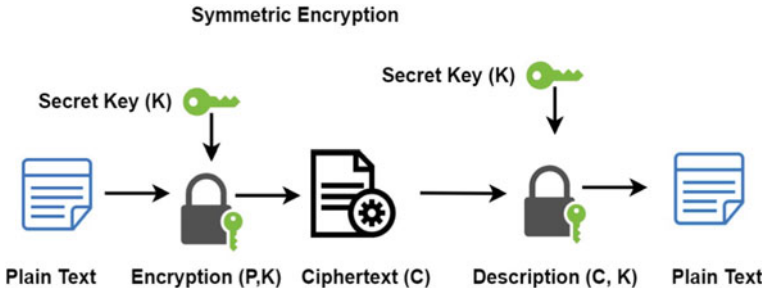 Symmetric Encryption
Secret Key (K)
Secret Key (K)
Plain Text
Encryption (P,K)
Ciphertext (C)
Description (C, K)
Plain Text